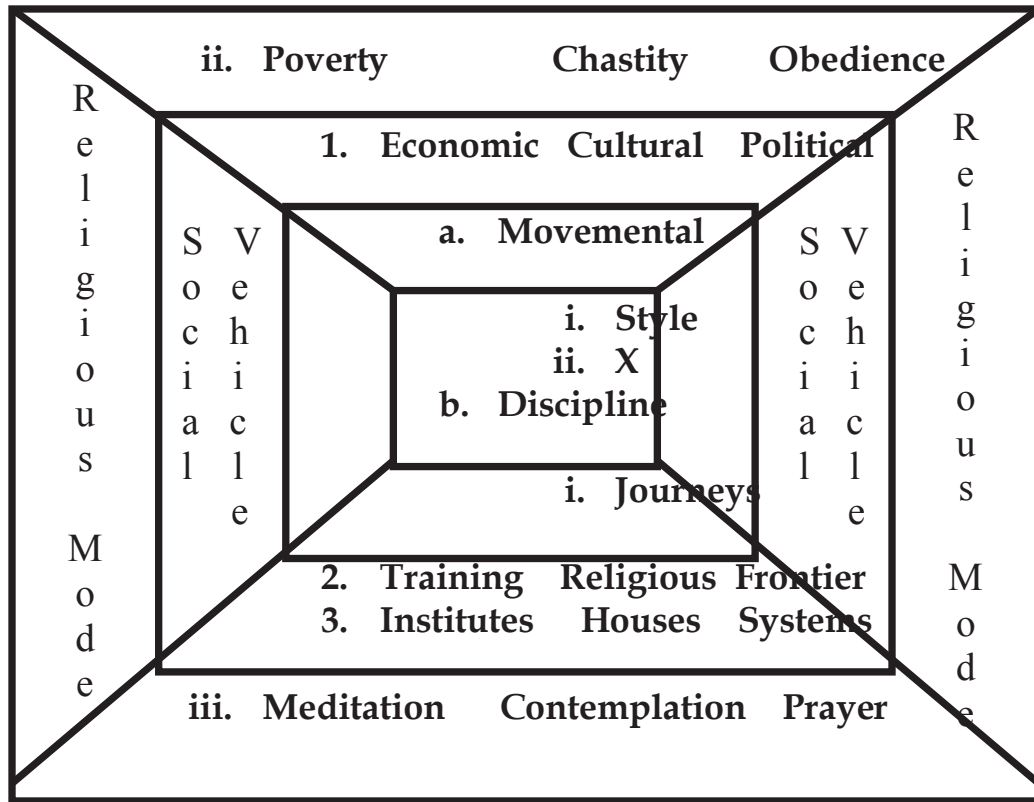 ii. Poverty Chastity Obedience
Religious Mode
Religious Mode
1. Economic Cultural Political
Social Vehicle
Social Vehicle
a. Movemental
i. Style
ii. X
b. Discipline
i. Journeys
2. Training Religious Frontier
3. Institutes Houses Systems
iii. Meditation Contemplation Prayer